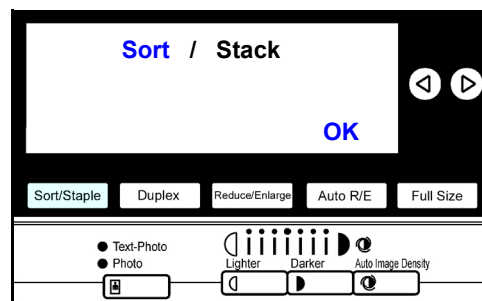 Sort / Stack
OK
Sort/Staple Duplex Reduce/Enlarge Auto R/E Full Size
Text-Photo
Photo
Lighter Darker Auto Image Density